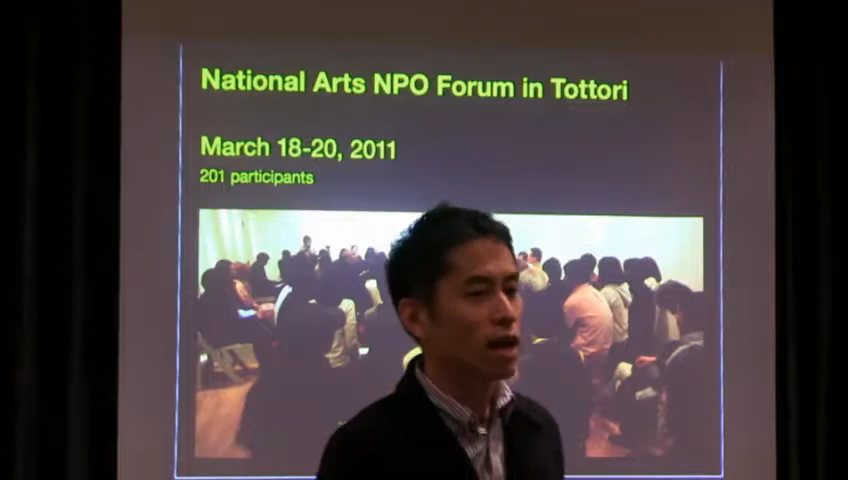 National Arts NPO Forum in Tottori
March 18-20, 2011
201 participants